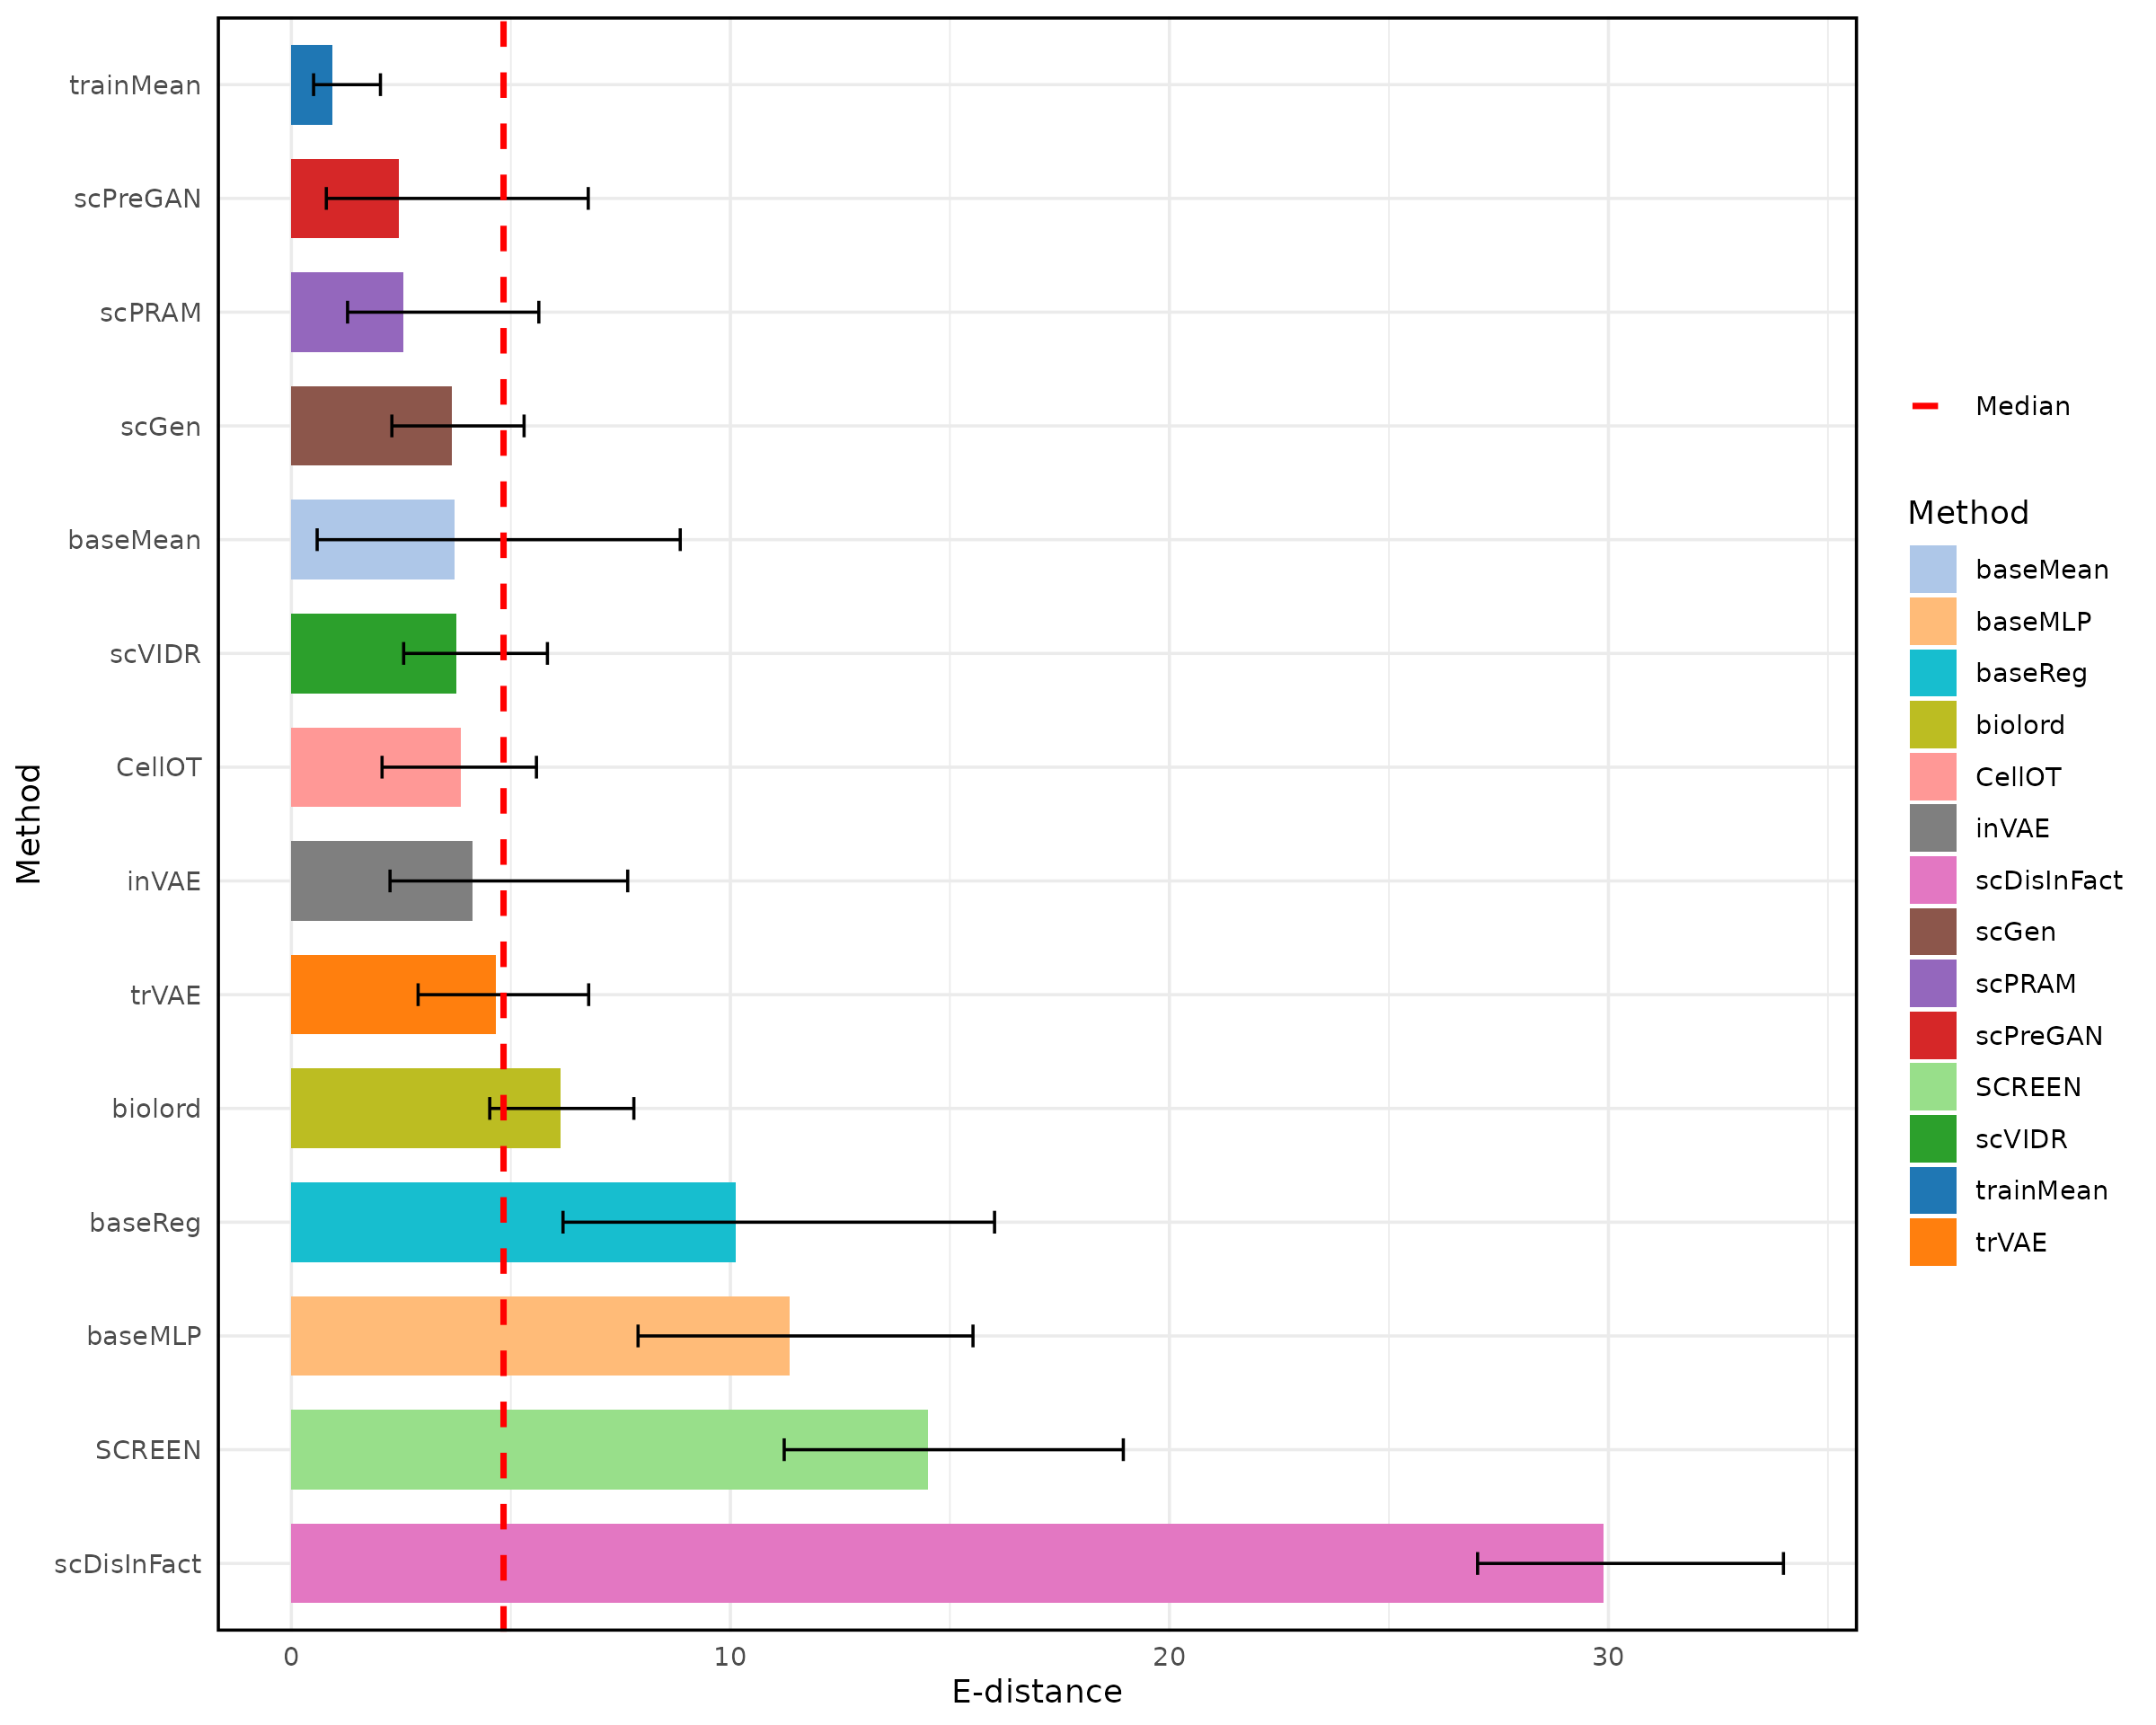 trainMean
scPreGAN
scPRAM
scGen
baseMean
scVIDR
CellOT
inVAE
trVAE
biolord
baseReg
baseMLP
SCREEN
scDisInFact
Method
0 10 20 30
E-distance
Median
Method
baseMean
baseMLP
baseReg
biolord
CellOT
inVAE
scDisInFact
scGen
scPRAM
scPreGAN
SCREEN
scVIDR
trainMean
trVAE